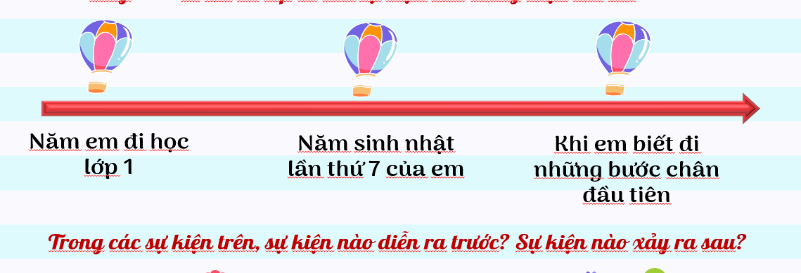 Năm em đi học
lớp 1
Năm sinh nhật
lần thứ 7 của em
Khi em biết đi
những bước chân
đầu tiên
Trong các sự kiện trên, sự kiện nào diễn ra trước? Sự kiện nào xảy ra sau?